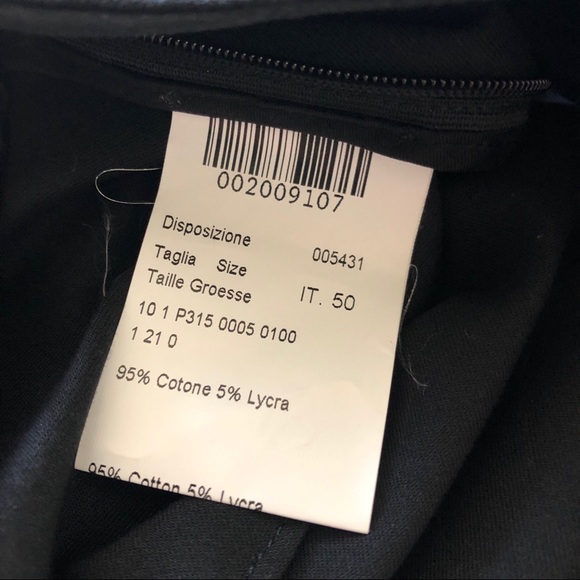 002009107
Disposizione 005431
Taglia Size
Taille Groesse IT. 50
10 1 P315 0005 0100
1 21 0
95% Cotone 5% Lycra
95% Cotton 5% Lycra